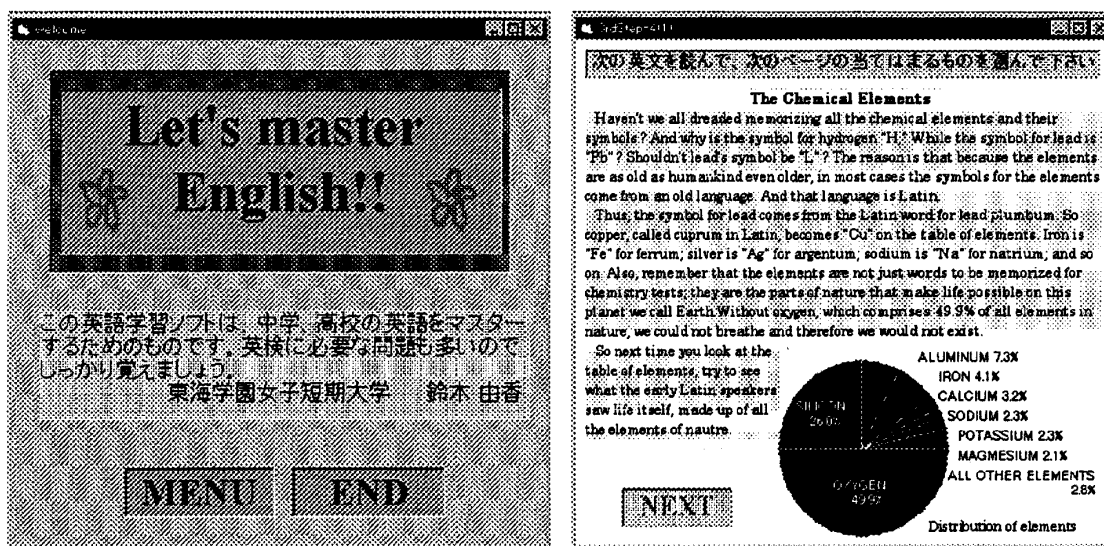 welcome
Let's master
English!!
この英語学習ソフトは、中学、高校の英語をマスター
するためのものです。英検に必要な問題も多いので
しっかり覚えましょう。
東海学園女子短期大学 鈴木 由香
MENU END
3rdStep-4(1)
次の英文を読んで、次のページの当てはまるものを選んで下さい
The Chemical Elements
Haven't we all dreaded memorizing all the chemical elements and their
symbols? And why is the symbol for hydrogen "H," While the symbol for lead is
"Pb"? Shouldn't lead's symbol be "L"? The reason is that because the elements
are as old as humankind even older, in most cases the symbols for the elements
come from an old language. And that language is Latin.
Thus, the symbol for lead comes from the Latin word for lead plumbum. So
copper, called cuprum in Latin, becomes "Cu" on the table of elements. Iron is
"Fe" for ferrum; silver is "Ag" for argentum; sodium is "Na" for natrium; and so
on. Also, remember that the elements are not just words to be memorized for
chemistry tests; they are the parts of nature that make life possible on this
planet we call Earth.Without oxygen, which comprises 49.9% of all elements in
nature, we could not breathe and therefore we would not exist.
So next time you look at the
table of elements, try to see
what the early Latin speakers
saw life itself, made up of all
the elements of nautre.
ALUMINUM 7.3%
IRON 4.1%
CALCIUM 3.2%
SODIUM 2.3%
POTASSIUM 2.3%
MAGMESIUM 2.1%
ALL OTHER ELEMENTS
2.8%
SILICON
26.0%
OXYGEN
49.9%
NEXT
Distribution of elements